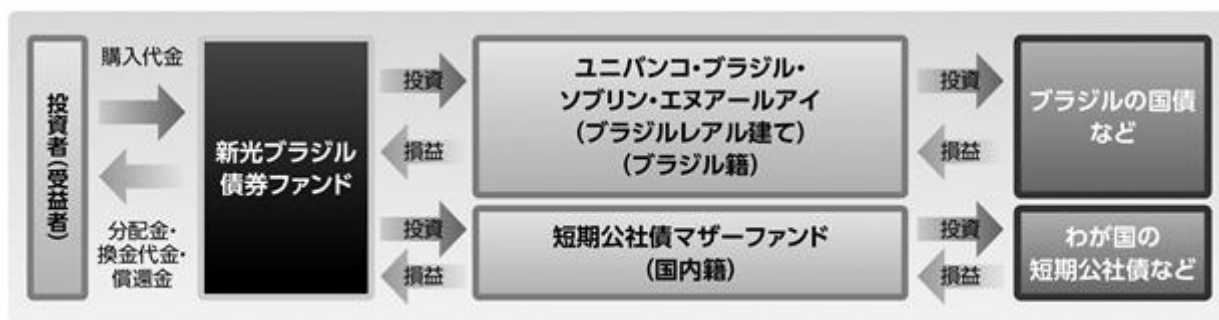 投資者(受益者)
購入代金
分配金・
換金代金・
償還金
新光ブラジル
債券ファンド
投資
損益
ユニバンコ・ブラジル・
ソブリン・エヌアールアイ
(ブラジルレアル建て)
(ブラジル籍)
投資
損益
ブラジルの国債
など
投資
損益
短期公社債マザーファンド
(国内籍)
投資
損益
わが国の
短期公社債など